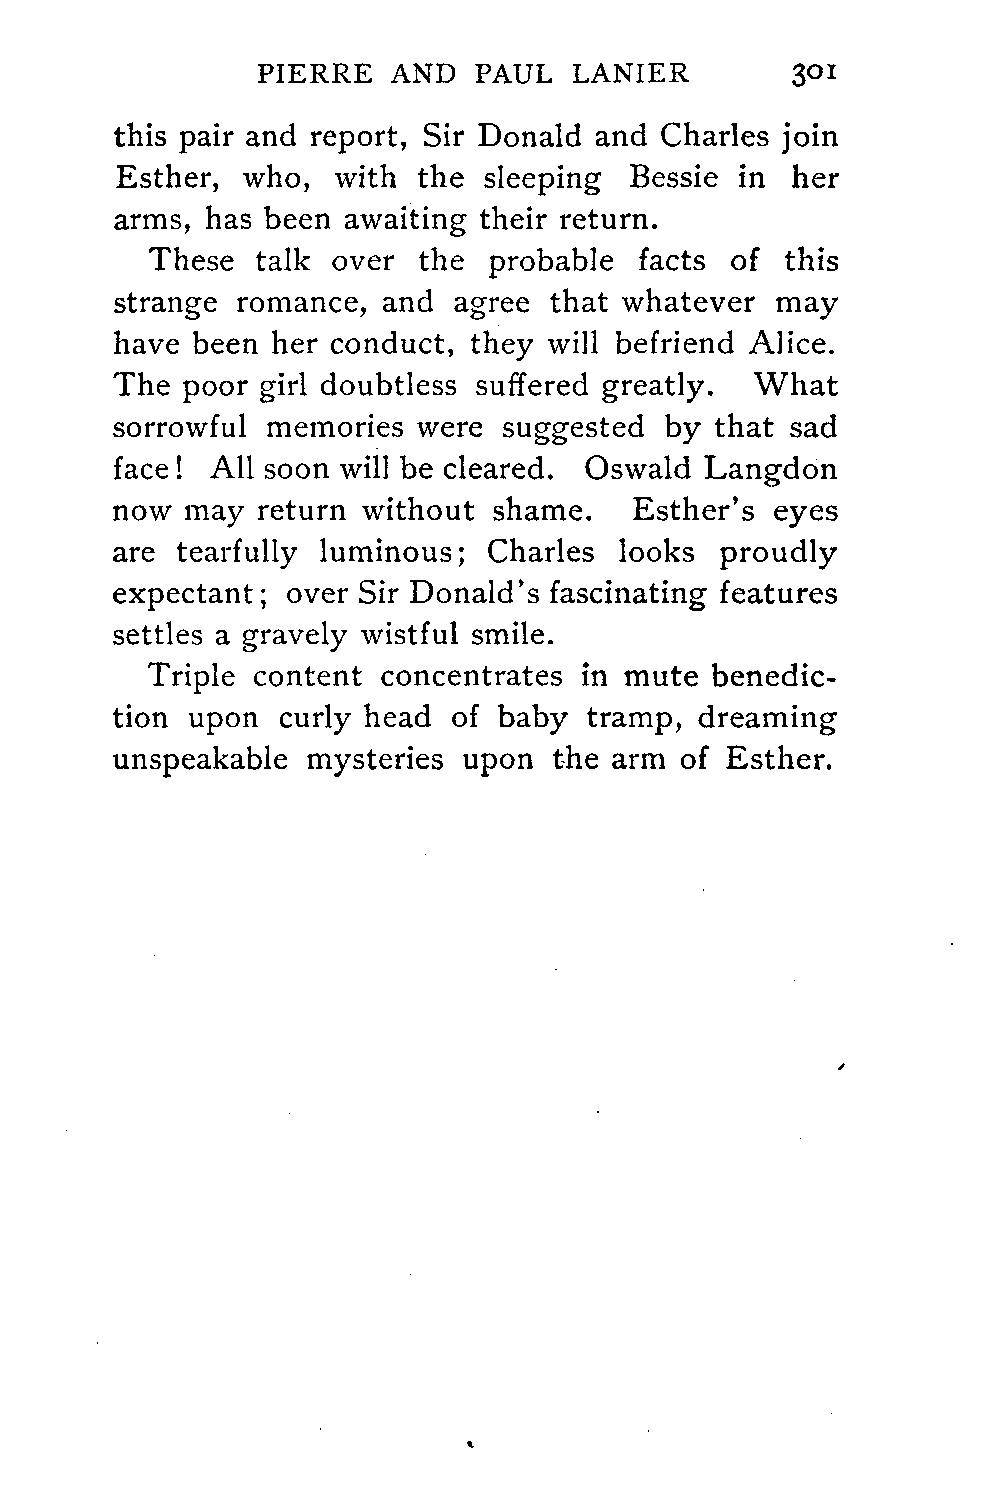 PIERRE AND PAUL LANIER 301
this pair and report, Sir Donald and Charles join
Esther, who, with the sleeping Bessie in her
arms, has been awaiting their return.
These talk over the probable facts of this
strange romance, and agree that whatever may
have been her conduct, they will befriend Alice.
The poor girl doubtless suffered greatly. What
sorrowful memories were suggested by that sad
face! All soon will be cleared. Oswald Langdon
now may return without shame. Esther's eyes
are tearfully luminous; Charles looks proudly
expectant; over Sir Donald's fascinating features
settles a gravely wistful smile.
Triple content concentrates in mute benedic-
tion upon curly head of baby tramp, dreaming
unspeakable mysteries upon the arm of Esther.